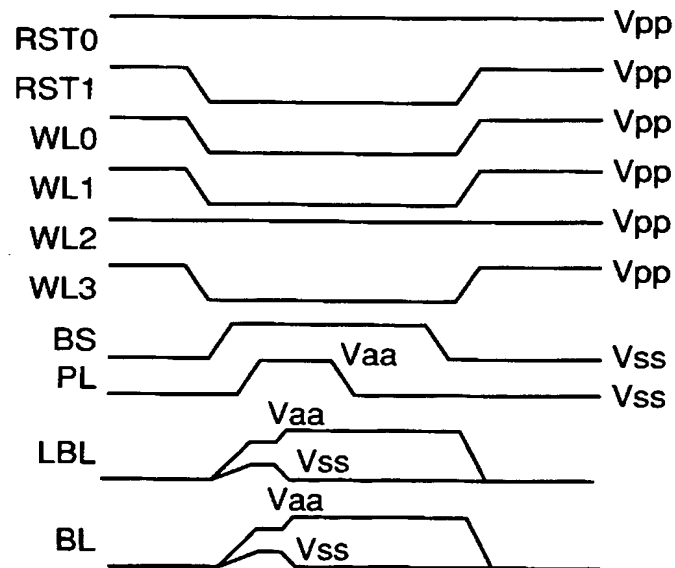 RST0 Vpp
RST1 Vpp
WL0 Vpp
WL1 Vpp
WL2 Vpp
WL3 Vpp
BS Vaa Vss
PL Vss
LBL Vaa Vss
BL Vaa Vss